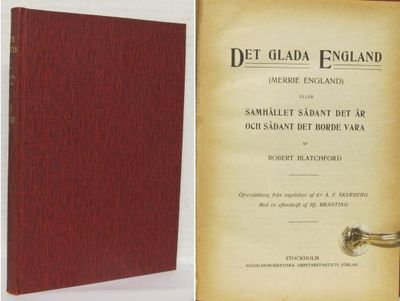 DET GLADA ENGLAND
(MERRIE ENGLAND)
ELLER
SAMHÄLLET SÅDANT DET ÄR
OCH SÅDANT DET BORDE VARA
AF
ROBERT BLATCHFORD
Öfversättning från engelskan af d:r A. F. ÅKERBERG
Med en efterskrift af HJ. BRANTING
STOCKHOLM
SOCIALDEMOKRATISKA ARBETAREPARTIETS FÖRLAG